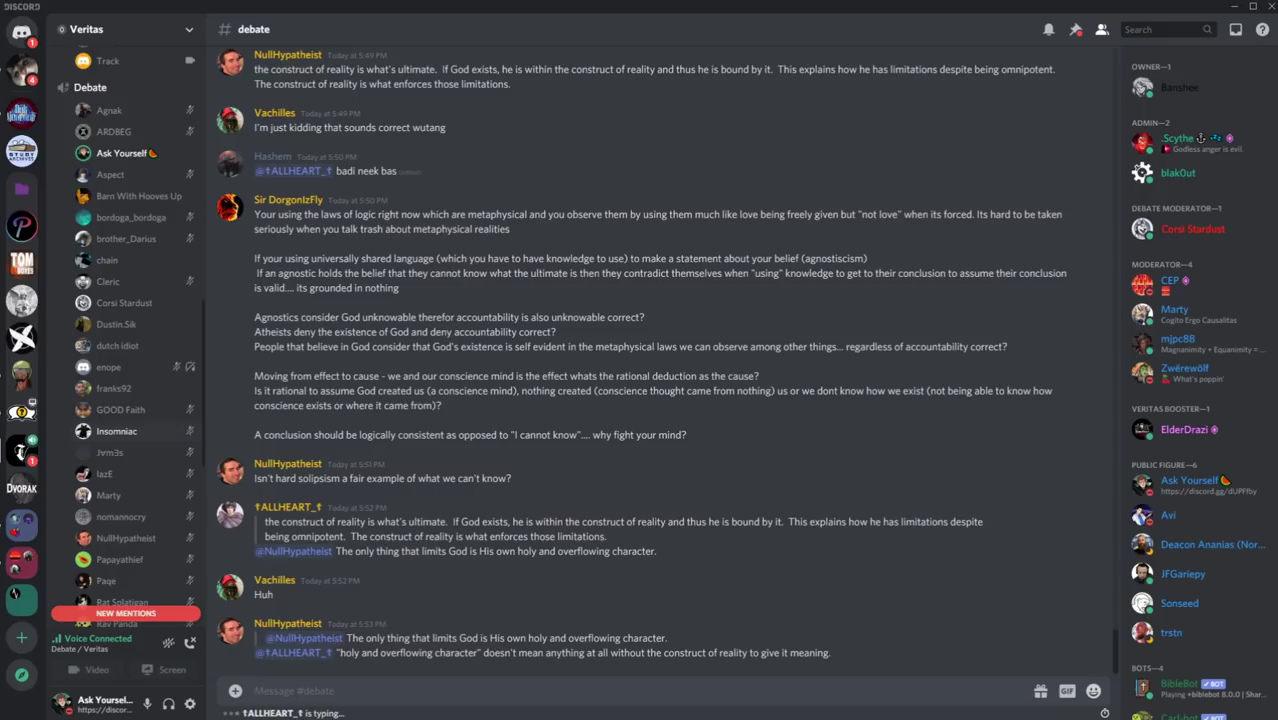 DISCORD
Veritas
# debate
Search
1
4
STUDY
ARCHIVES
TOM
BOXES
1
DVORAK
Track
Debate
Agnak
ARDBEG
Ask Yourself🍉
Aspect
Barn With Hooves Up
bordoga_bordoga
brother_Darius
chain
Cleric
Corsi Stardust
Dustin.Sik
dutch idiot
enope
franks92
GOOD Faith
Insomniac
J∀mƎs
lazE
Marty
nomannocry
NullHypatheist
Papayathief
Paqe
Rat Splatigan
NEW MENTIONS
Rav Panda
Voice Connected
Debate / Veritas
Video
Screen
Ask Yoursel...
https://discor...
NullHypatheist Today at 5:49 PM
the construct of reality is what's ultimate. If God exists, he is within the construct of reality and thus he is bound by it. This explains how he has limitations despite being omnipotent.
The construct of reality is what enforces those limitations.
Vachilles Today at 5:49 PM
I'm just kidding that sounds correct wutang
Hashem Today at 5:50 PM
@☨ALLHEART_☨ badi neek bas (edited)
Sir DorgonIzFly Today at 5:50 PM
Your using the laws of logic right now which are metaphysical and you observe them by using them much like love being freely given but "not love" when its forced. Its hard to be taken
seriously when you talk trash about metaphysical realities
If your using universally shared language (which you have to have knowledge to use) to make a statement about your belief (agnostiscism)
If an agnostic holds the belief that they cannot know what the ultimate is then they contradict themselves when "using" knowledge to get to their conclusion to assume their conclusion
is valid.... its grounded in nothing
Agnostics consider God unknowable therefor accountability is also unknowable correct?
Atheists deny the existence of God and deny accountability correct?
People that believe in God consider that God's existence is self evident in the metaphysical laws we can observe among other things... regardless of accountability correct?
Moving from effect to cause - we and our conscience mind is the effect whats the rational deduction as the cause?
Is it rational to assume God created us (a conscience mind), nothing created (conscience thought came from nothing) us or we dont know how we exist (not being able to know how
conscience exists or where it came from)?
A conclusion should be logically consistent as opposed to "I cannot know".... why fight your mind?
NullHypatheist Today at 5:51 PM
Isn't hard solipsism a fair example of what we can't know?
☨ALLHEART_☨ Today at 5:52 PM
the construct of reality is what's ultimate. If God exists, he is within the construct of reality and thus he is bound by it. This explains how he has limitations despite
being omnipotent. The construct of reality is what enforces those limitations.
@NullHypatheist The only thing that limits God is His own holy and overflowing character.
Vachilles Today at 5:52 PM
Huh
NullHypatheist Today at 5:53 PM
@NullHypatheist The only thing that limits God is His own holy and overflowing character.
@☨ALLHEART_☨ "holy and overflowing character" doesn't mean anything at all without the construct of reality to give it meaning.
Message #debate
GIF
☨ALLHEART_☨ is typing...
OWNER—1
Banshee
ADMIN—2
.Scythe⚓💤
Godless anger is evil.
blak0ut
DEBATE MODERATOR—1
Corsi Stardust
MODERATOR—4
CEP
Marty
Cogito Ergo Causalitas
mjpc88
Magnanimity + Equanimity = ...
Zwërewölf
What's poppin'
VERITAS BOOSTER—1
ElderDrazi
PUBLIC FIGURE—6
Ask Yourself🍉
https://discord.gg/dUPFfby
Avi
Deacon Ananias (Nor...
JFGariepy
Sonseed
trstn
BOTS—4
BibleBot ✓ BOT
Playing +biblebot 8.0.0 | Shar...
Carl-bot ✓ BOT